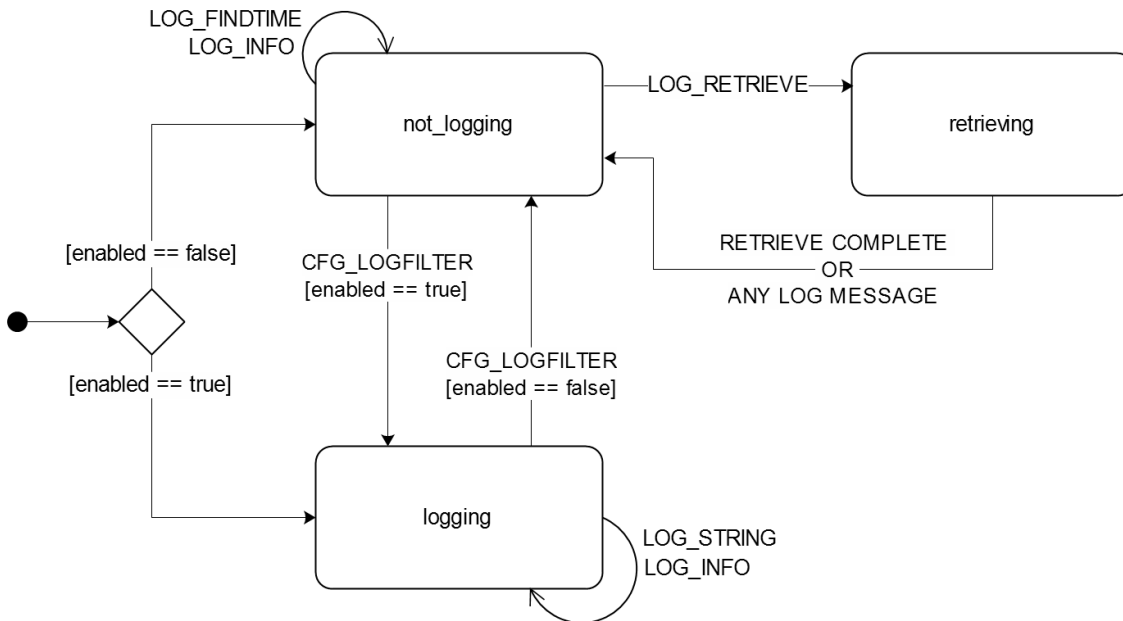 LOG_FINDTIME
LOG_INFO
not_logging
LOG_RETRIEVE
retrieving
[enabled == false]
CFG_LOGFILTER
[enabled == true]
RETRIEVE COMPLETE
OR
ANY LOG MESSAGE
[enabled == true]
CFG_LOGFILTER
[enabled == false]
logging
LOG_STRING
LOG_INFO